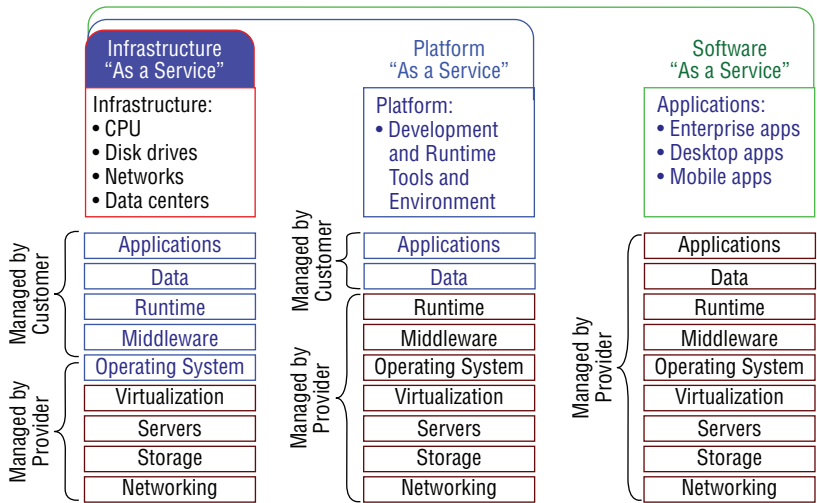 Infrastructure
“As a Service”
Infrastructure:
• CPU
• Disk drives
• Networks
• Data centers
Managed by
Customer
Applications
Data
Runtime
Middleware
Managed by
Provider
Operating System
Virtualization
Servers
Storage
Networking
Platform
“As a Service”
Platform:
• Development
and Runtime
Tools and
Environment
Managed by
Customer
Applications
Data
Managed by
Provider
Runtime
Middleware
Operating System
Virtualization
Servers
Storage
Networking
Software
“As a Service”
Applications:
• Enterprise apps
• Desktop apps
• Mobile apps
Managed by
Provider
Applications
Data
Runtime
Middleware
Operating System
Virtualization
Servers
Storage
Networking